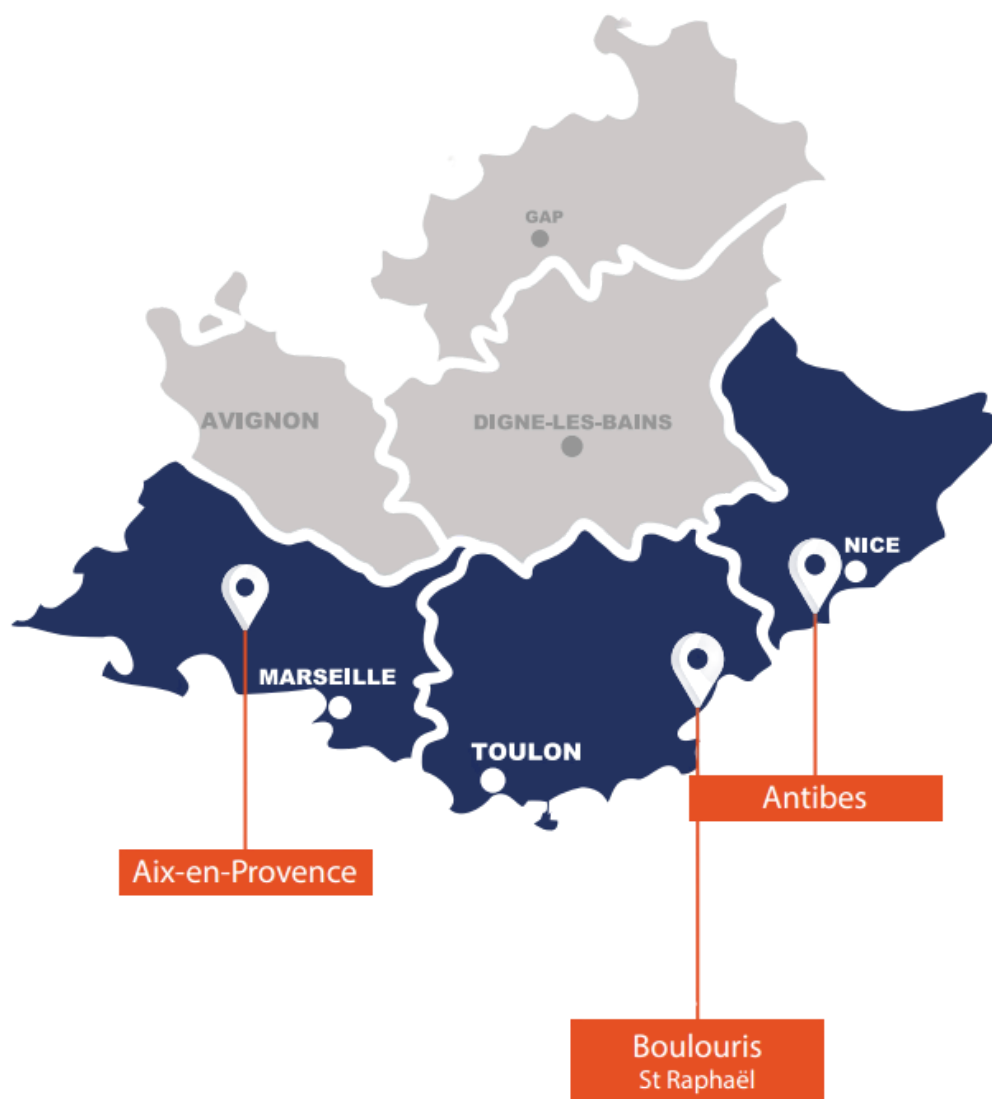 GAP
AVIGNON
DIGNE-LES-BAINS
NICE
MARSEILLE
TOULON
Antibes
Aix-en-Provence
Boulouris
St Raphaël